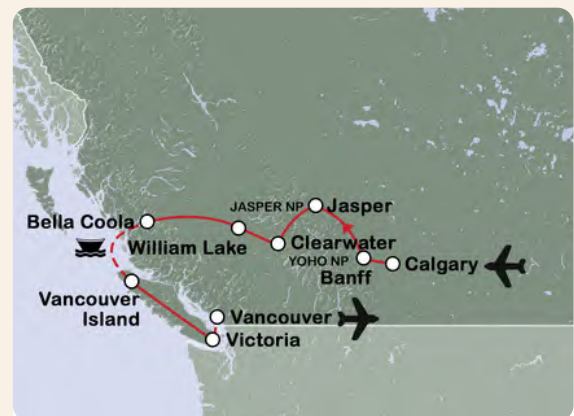 JASPER NP
Jasper
Bella Coola
William Lake
Clearwater
YOHO NP
Banff
Calgary
Vancouver
Island
Vancouver
Victoria